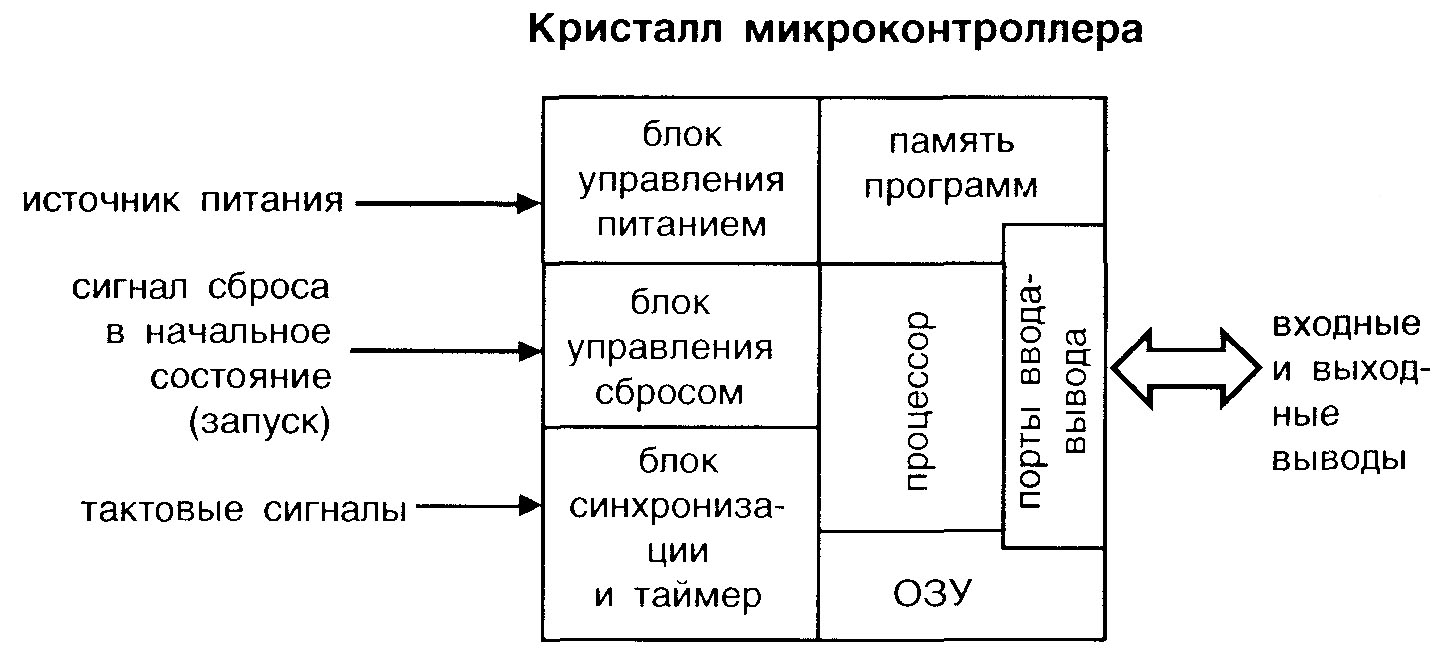 Кристалл микроконтроллера
источник питания
сигнал сброса
в начальное
состояние
(запуск)
тактовые сигналы
блок
управления
питанием
блок
управления
сбросом
блок
синхрониза-
ции
и таймер
память
программ
процессор
порты ввода-
вывода
ОЗУ
входные
и выход-
ные
выводы